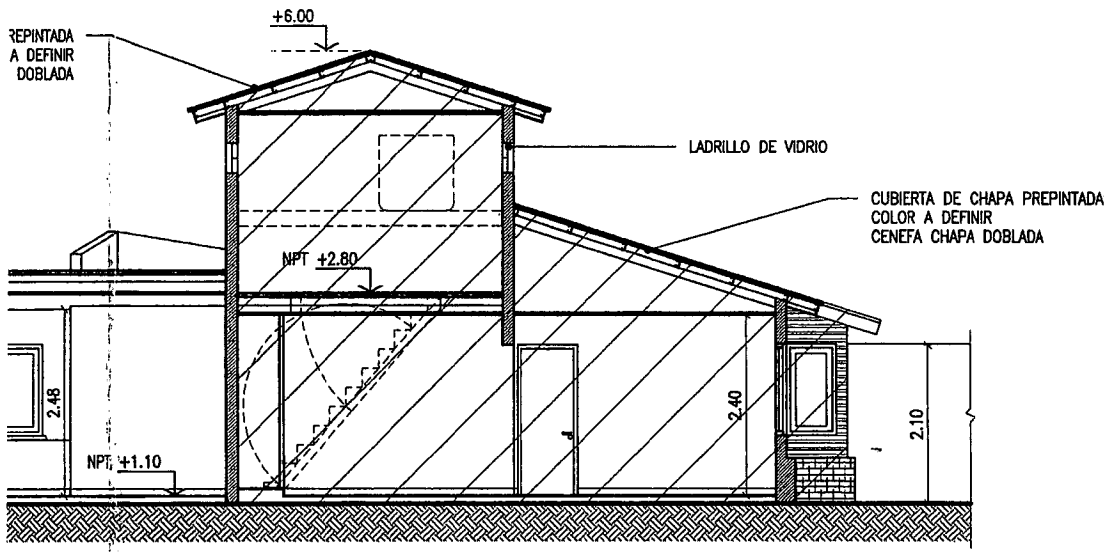 +6.00
REPINTADA
A DEFINIR
DOBLADA
LADRILLO DE VIDRIO
CUBIERTA DE CHAPA PREPINTADA
COLOR A DEFINIR
CENEFA CHAPA DOBLADA
NPT +2.80
2.48
2.40
2.10
NPT +1.10